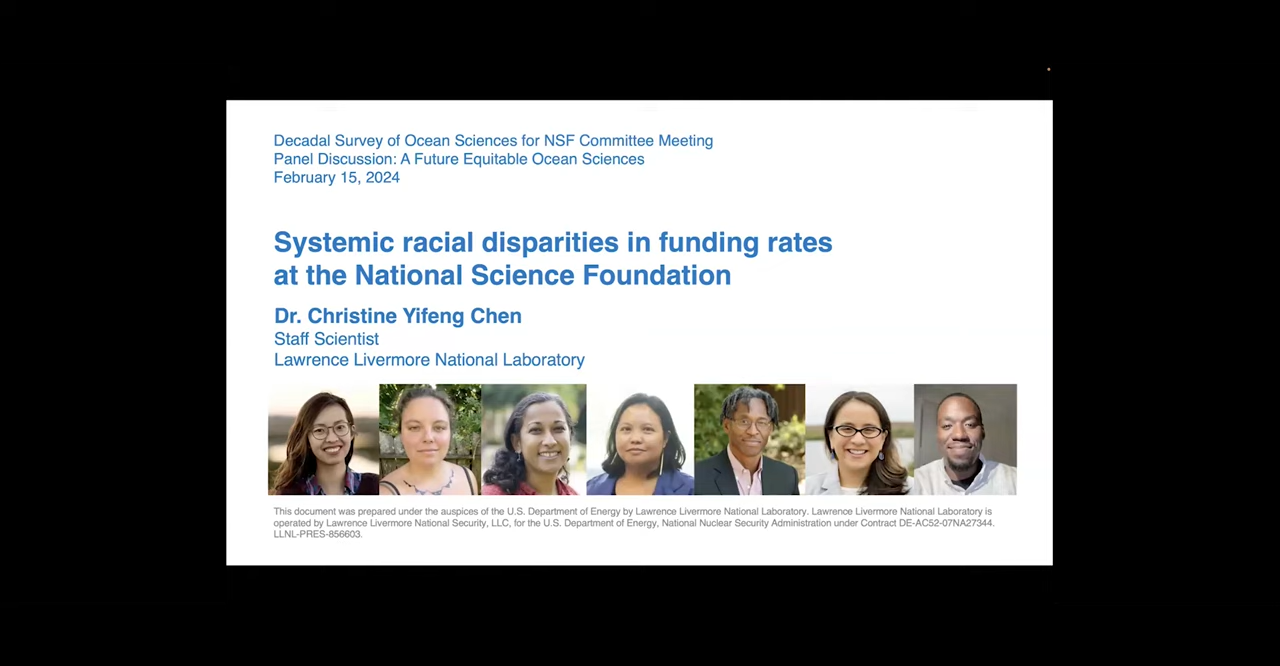 Decadal Survey of Ocean Sciences for NSF Committee Meeting
Panel Discussion: A Future Equitable Ocean Sciences
February 15, 2024
Systemic racial disparities in funding rates
at the National Science Foundation
Dr. Christine Yifeng Chen
Staff Scientist
Lawrence Livermore National Laboratory
This document was prepared under the auspices of the U.S. Department of Energy by Lawrence Livermore National Laboratory. Lawrence Livermore National Laboratory is
operated by Lawrence Livermore National Security, LLC, for the U.S. Department of Energy, National Nuclear Security Administration under Contract DE-AC52-07NA27344.
LLNL-PRES-856603.